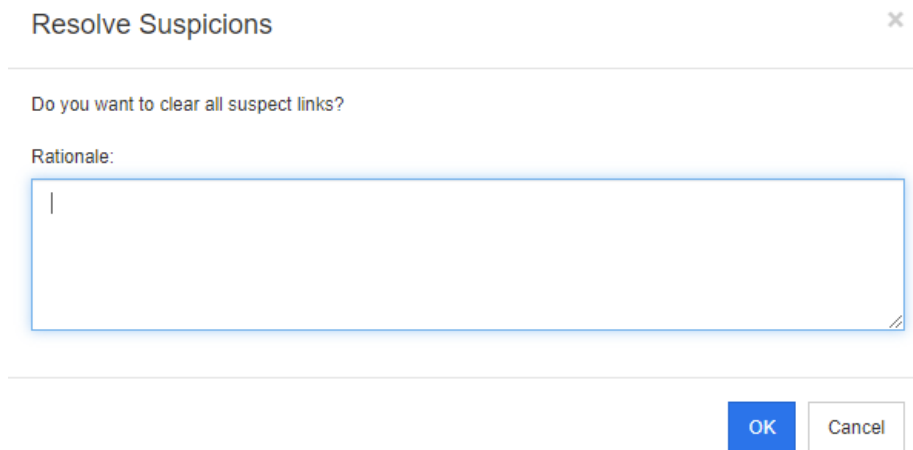 Resolve Suspicions
×
Do you want to clear all suspect links?
Rationale:
OK Cancel